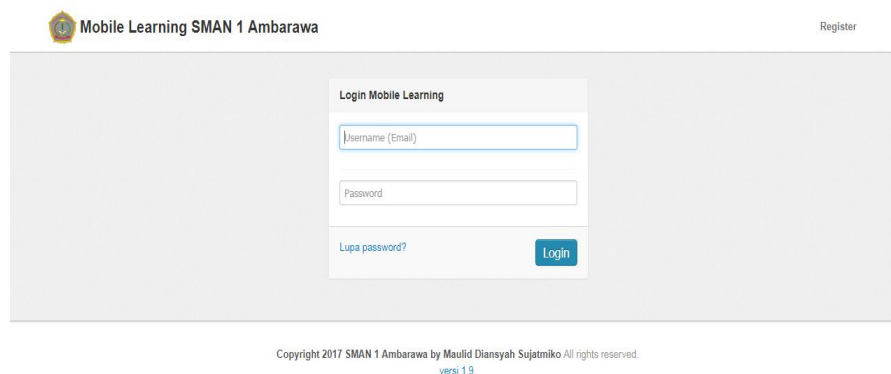 Mobile Learning SMAN 1 Ambarawa
Register
Login Mobile Learning
Username (Email)
Password
Lupa password?
Login
Copyright 2017 SMAN 1 Ambarawa by Maulid Diansyah Sujatmiko All rights reserved.
versi 1.9